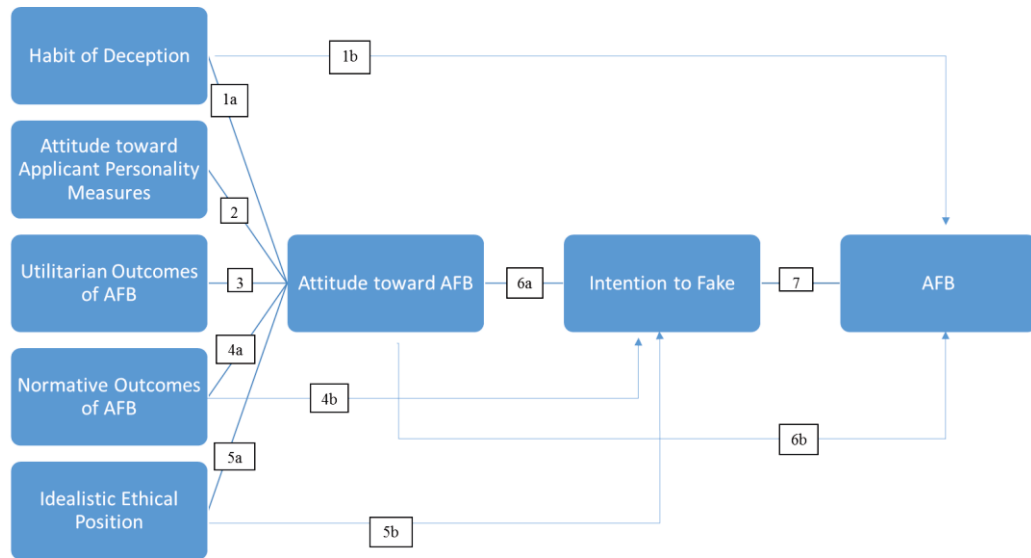 Habit of Deception
1b
1a
Attitude toward
Applicant Personality
Measures
2
Utilitarian Outcomes
of AFB
3
Attitude toward AFB
6a
Intention to Fake
7
AFB
4a
Normative Outcomes
of AFB
4b
6b
5a
Idealistic Ethical
Position
5b